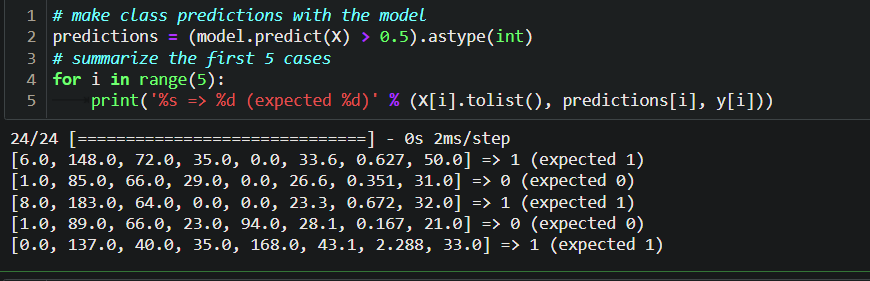 1 # make class predictions with the model
2 predictions = (model.predict(X) > 0.5).astype(int)
3 # summarize the first 5 cases
4 for i in range(5):
5     print('%s => %d (expected %d)' % (X[i].tolist(), predictions[i], y[i]))
24/24 [==============================] - 0s 2ms/step
[6.0, 148.0, 72.0, 35.0, 0.0, 33.6, 0.627, 50.0] => 1 (expected 1)
[1.0, 85.0, 66.0, 29.0, 0.0, 26.6, 0.351, 31.0] => 0 (expected 0)
[8.0, 183.0, 64.0, 0.0, 0.0, 23.3, 0.672, 32.0] => 1 (expected 1)
[1.0, 89.0, 66.0, 23.0, 94.0, 28.1, 0.167, 21.0] => 0 (expected 0)
[0.0, 137.0, 40.0, 35.0, 168.0, 43.1, 2.288, 33.0] => 1 (expected 1)